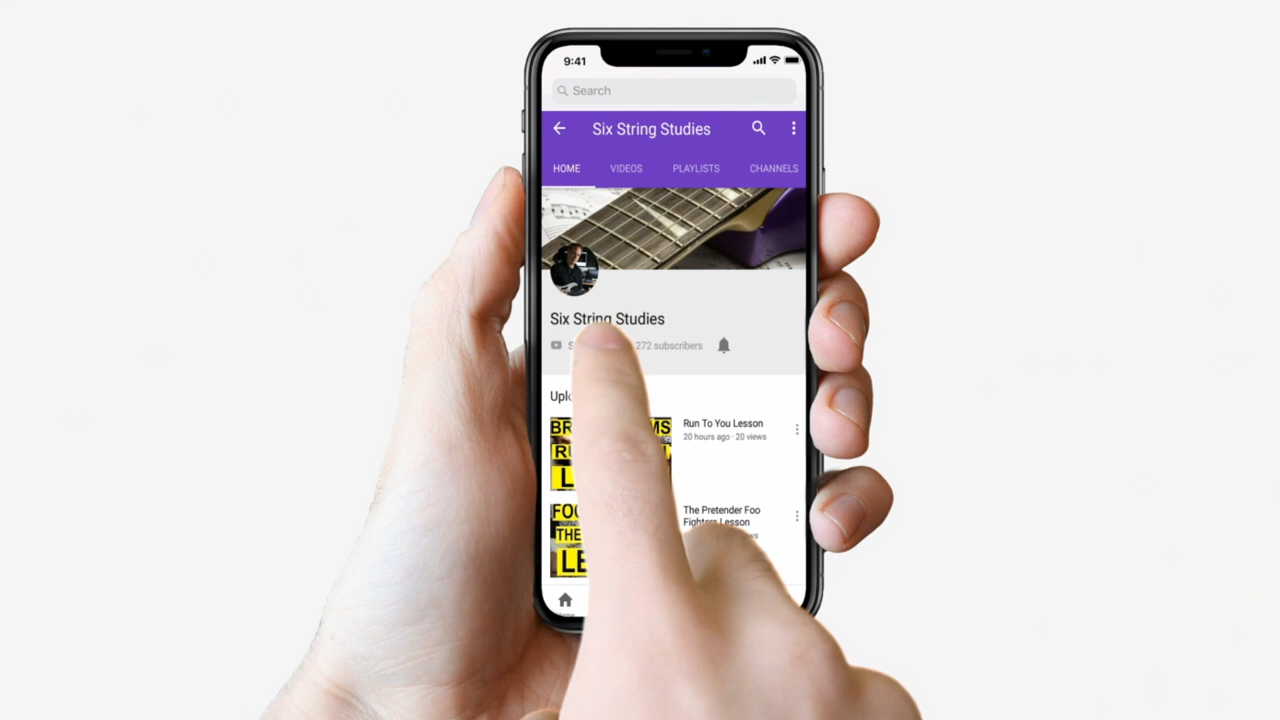 9:41
Search
Six String Studies
HOME VIDEOS PLAYLISTS CHANNELS
Six String Studies
272 subscribers
Run To You Lesson
20 hours ago · 20 views
The Pretender Foo
Fighters Lesson
THE